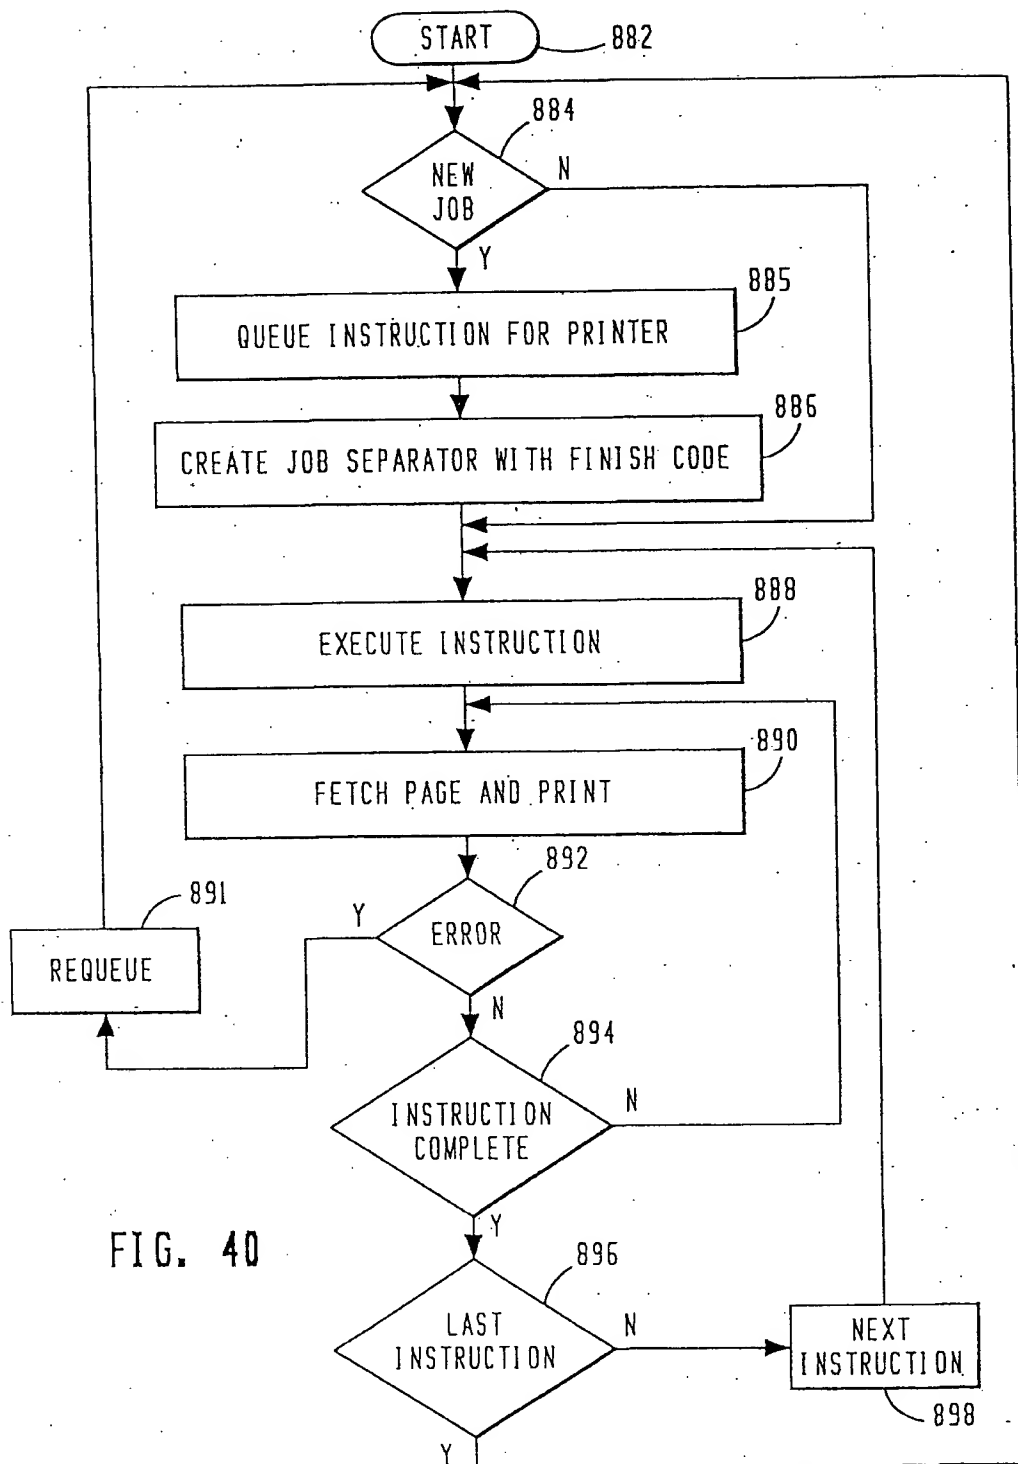 START
882
884
NEW
JOB
N
Y
885
QUEUE INSTRUCTION FOR PRINTER
886
CREATE JOB SEPARATOR WITH FINISH CODE
888
EXECUTE INSTRUCTION
890
FETCH PAGE AND PRINT
892
891
Y
ERROR
REQUEUE
N
894
INSTRUCTION
COMPLETE
N
Y
FIG. 40
896
LAST
INSTRUCTION
N
NEXT
INSTRUCTION
898
Y